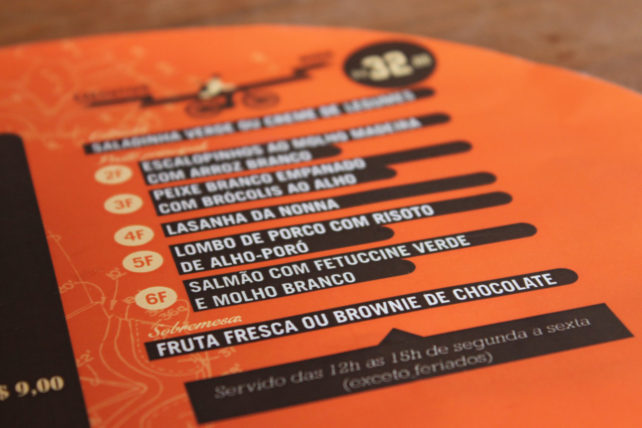 32
SALADINHA VERDE OU CREME DE LEGUMES
2F
ESCALOPINHOS AO MOLHO MADEIRA
COM ARROZ BRANCO
3F
PEIXE BRANCO EMPANADO
COM BRÓCOLIS AO ALHO
4F
LASANHA DA NONNA
5F
LOMBO DE PORCO COM RISOTO
DE ALHO-PORÓ
6F
SALMÃO COM FETUCCINE VERDE
E MOLHO BRANCO
Sobremesa:
FRUTA FRESCA OU BROWNIE DE CHOCOLATE
Servido das 12h as 15h de segunda a sexta
(exceto feriados)
$ 9,00